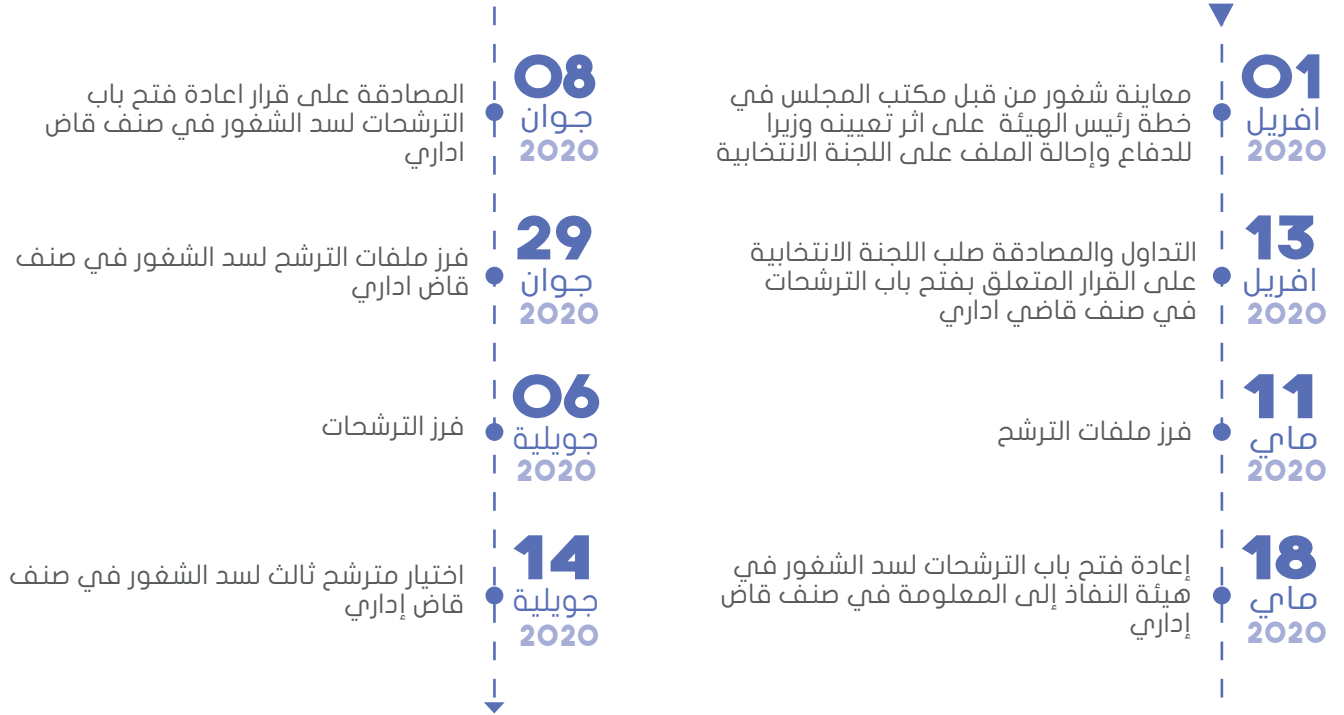 01
افريل
2020
معاينة شغور من قبل مكتب المجلس في
خطة رئيس الهيئة على اثر تعيينه وزيرا
للدفاع وإحالة الملف على اللجنة الانتخابية
13
افريل
2020
التداول والمصادقة صلب اللجنة الانتخابية
على القرار المتعلق بفتح باب الترشحات
في صنف قاضي اداري
11
ماي
2020
فرز ملفات الترشح
18
ماي
2020
إعادة فتح باب الترشحات لسد الشغور في
هيئة النفاذ إلى المعلومة في صنف قاض
إداري
08
جوان
2020
المصادقة على قرار اعادة فتح باب
الترشحات لسد الشغور في صنف قاض
اداري
29
جوان
2020
فرز ملفات الترشح لسد الشغور في صنف
قاض اداري
06
جويلية
2020
فرز الترشحات
14
جويلية
2020
اختيار مترشح ثالث لسد الشغور في صنف
قاض إداري